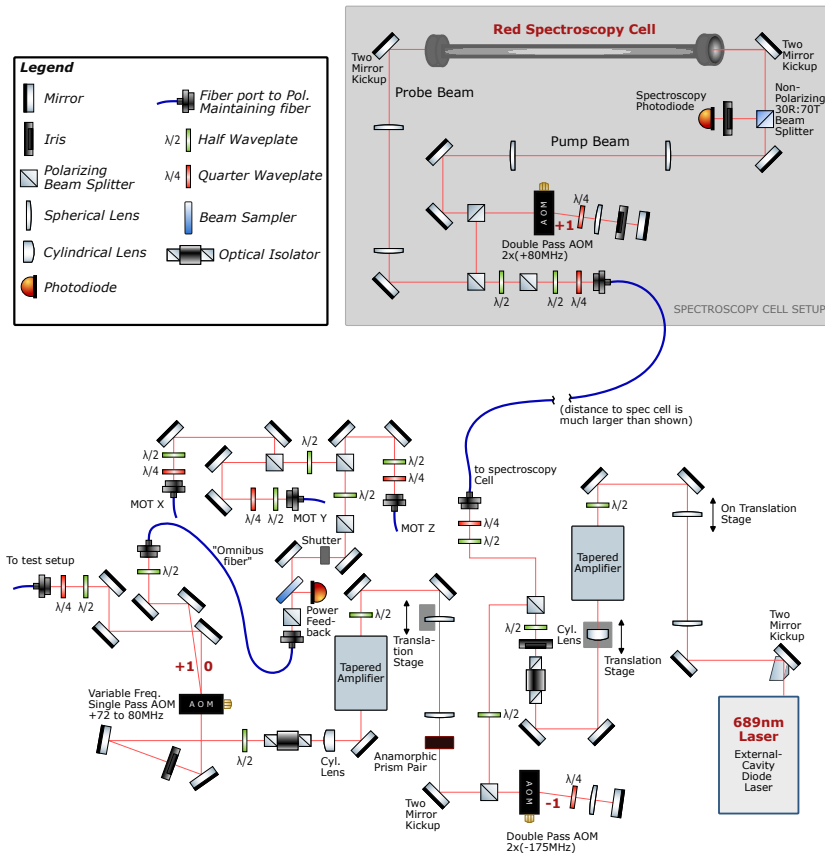 Legend
Mirror
Iris
Polarizing
Beam Splitter
Spherical Lens
Cylindrical Lens
Photodiode
Fiber port to Pol.
Maintaining fiber
λ/2
Half Waveplate
λ/4
Quarter Waveplate
Beam Sampler
Optical Isolator
Red Spectroscopy Cell
Two
Mirror
Kickup
Two
Mirror
Kickup
Probe Beam
Spectroscopy
Photodiode
Non-
Polarizing
30R:70T
Beam
Splitter
Pump Beam
AOM
+1
λ/4
Double Pass AOM
2x(+80MHz)
λ/2
λ/2
λ/4
SPECTROSCOPY CELL SETUP
(distance to spec cell is
much larger than shown)
λ/2
λ/4
MOT X
λ/2
λ/4
λ/2
MOT Y
λ/2
λ/4
MOT Z
λ/2
to spectroscopy
Cell
λ/4
λ/2
λ/2
On Translation
Stage
Tapered
Amplifier
To test setup
λ/4
λ/2
λ/2
"Omnibus
fiber"
Shutter
Power
Feed-
back
λ/2
Transla-
tion
Stage
Tapered
Amplifier
λ/2
Cyl.
Lens
Translation
Stage
Two
Mirror
Kickup
+1
0
Variable Freq.
Single Pass AOM
+72 to 80MHz
AOM
λ/2
Cyl.
Lens
Anamorphic
Prism Pair
λ/2
Two
Mirror
Kickup
AOM
-1
λ/4
Double Pass AOM
2x(-175MHz)
689nm
Laser
External-
Cavity
Diode
Laser